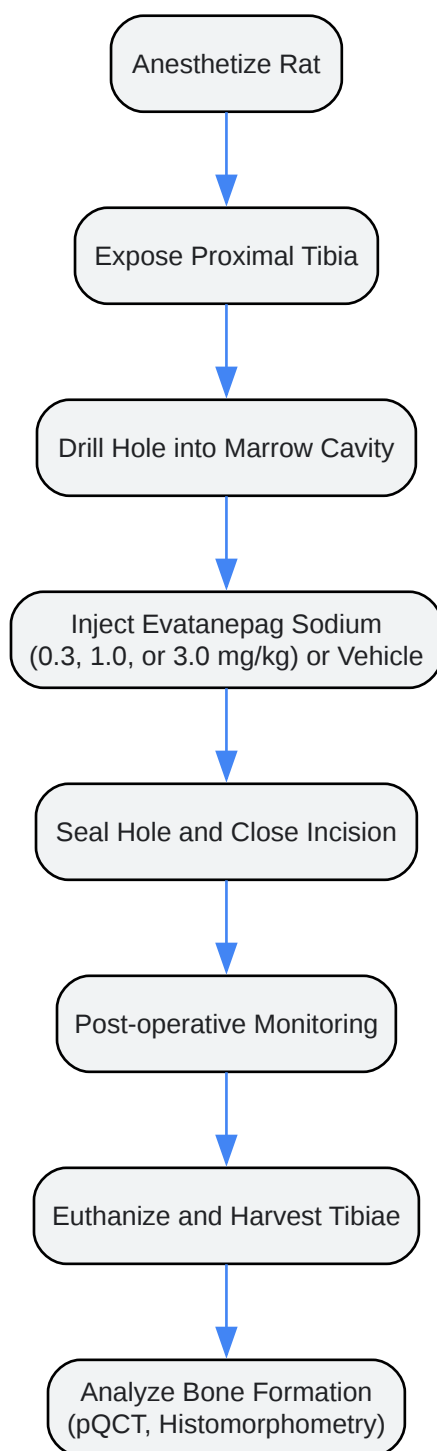 Anesthetize Rat
Expose Proximal Tibia
Drill Hole into Marrow Cavity
Inject Evatanepag Sodium
(0.3, 1.0, or 3.0 mg/kg) or Vehicle
Seal Hole and Close Incision
Post-operative Monitoring
Euthanize and Harvest Tibiae
Analyze Bone Formation
(pQCT, Histomorphometry)